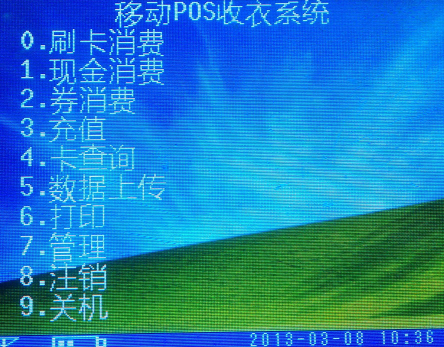 移动POS收衣系统
0.刷卡消费
1.现金消费
2.券消费
3.充值
4.卡查询
5.数据上传
6.打印
7.管理
8.注销
9.关机
2013-03-08 10:36